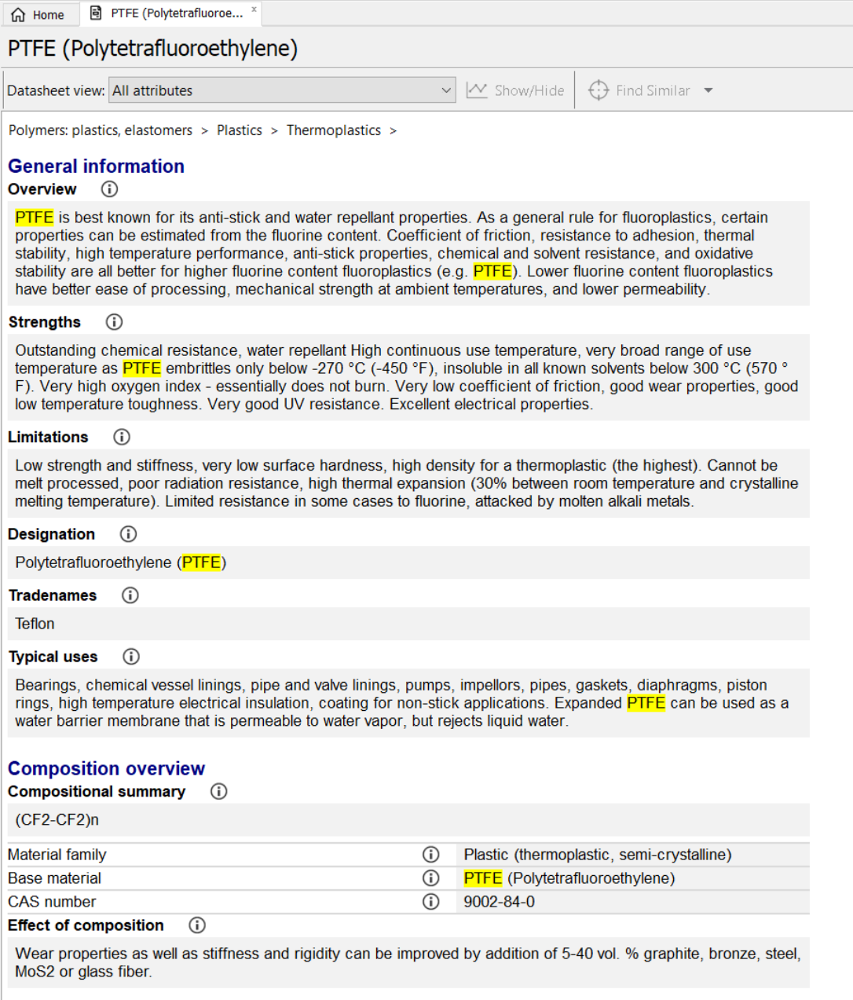 Home
PTFE (Polytetrafluoroe... x
PTFE (Polytetrafluoroethylene)
Datasheet view: All attributes Show/Hide Find Similar
Polymers: plastics, elastomers > Plastics > Thermoplastics >
General information
Overview
PTFE is best known for its anti-stick and water repellant properties. As a general rule for fluoroplastics, certain
properties can be estimated from the fluorine content. Coefficient of friction, resistance to adhesion, thermal
stability, high temperature performance, anti-stick properties, chemical and solvent resistance, and oxidative
stability are all better for higher fluorine content fluoroplastics (e.g. PTFE). Lower fluorine content fluoroplastics
have better ease of processing, mechanical strength at ambient temperatures, and lower permeability.
Strengths
Outstanding chemical resistance, water repellant High continuous use temperature, very broad range of use
temperature as PTFE embrittles only below -270 °C (-450 °F), insoluble in all known solvents below 300 °C (570 °
F). Very high oxygen index - essentially does not burn. Very low coefficient of friction, good wear properties, good
low temperature toughness. Very good UV resistance. Excellent electrical properties.
Limitations
Low strength and stiffness, very low surface hardness, high density for a thermoplastic (the highest). Cannot be
melt processed, poor radiation resistance, high thermal expansion (30% between room temperature and crystalline
melting temperature). Limited resistance in some cases to fluorine, attacked by molten alkali metals.
Designation
Polytetrafluoroethylene (PTFE)
Tradenames
Teflon
Typical uses
Bearings, chemical vessel linings, pipe and valve linings, pumps, impellors, pipes, gaskets, diaphragms, piston
rings, high temperature electrical insulation, coating for non-stick applications. Expanded PTFE can be used as a
water barrier membrane that is permeable to water vapor, but rejects liquid water.
Composition overview
Compositional summary
(CF2-CF2)n
Material family Plastic (thermoplastic, semi-crystalline)
Base material PTFE (Polytetrafluoroethylene)
CAS number 9002-84-0
Effect of composition
Wear properties as well as stiffness and rigidity can be improved by addition of 5-40 vol. % graphite, bronze, steel,
MoS2 or glass fiber.